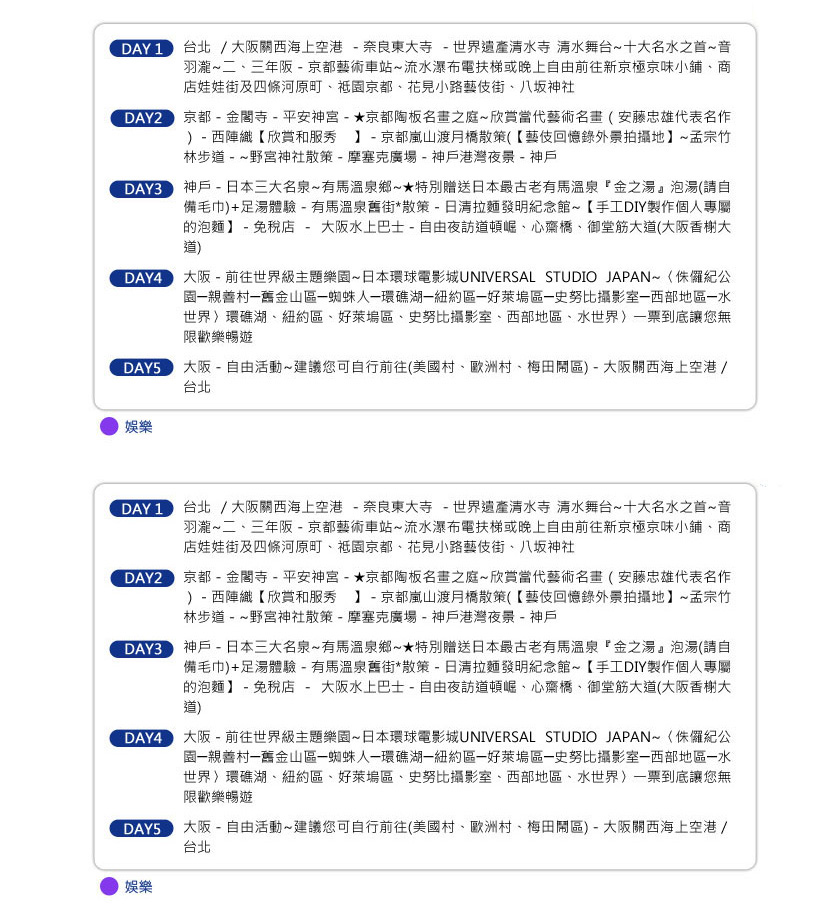 DAY 1 台北 / 大阪關西海上空港 - 奈良東大寺 - 世界遺產清水寺 清水舞台~十大名水之首~音
羽瀧~二、三年阪 - 京都藝術車站~流水瀑布電扶梯或晚上自由前往新京極京味小鋪、商
店娃娃街及四條河原町、祗園京都、花見小路藝伎街、八坂神社
DAY2 京都 - 金閣寺 - 平安神宮 - ★京都陶板名畫之庭~欣賞當代藝術名畫 ( 安藤忠雄代表名作
) - 西陣織【欣賞和服秀 】 - 京都嵐山渡月橋散策(【藝伎回憶錄外景拍攝地】~孟宗竹
林步道 - ~野宮神社散策 - 摩塞克廣場 - 神戶港灣夜景 - 神戶
DAY3 神戶 - 日本三大名泉~有馬溫泉鄉~★特別贈送日本最古老有馬溫泉『金之湯』泡湯(請自
備毛巾)+足湯體驗 - 有馬溫泉舊街*散策 - 日清拉麵發明紀念館~【手工DIY製作個人專屬
的泡麵】 - 免稅店 - 大阪水上巴士 - 自由夜訪道頓崛、心齋橋、御堂筋大道(大阪香榭大
道)
DAY4 大阪 - 前往世界級主題樂園~日本環球電影城UNIVERSAL STUDIO JAPAN~〈侏儸紀公
園─親善村─舊金山區─蜘蛛人─環礁湖─紐約區─好萊塢區─史努比攝影室─西部地區─水
世界〉環礁湖、紐約區、好萊塢區、史努比攝影室、西部地區、水世界〉一票到底讓您無
限歡樂暢遊
DAY5 大阪 - 自由活動~建議您可自行前往(美國村、歐洲村、梅田鬧區) - 大阪關西海上空港 /
台北
娛樂
DAY 1 台北 / 大阪關西海上空港 - 奈良東大寺 - 世界遺產清水寺 清水舞台~十大名水之首~音
羽瀧~二、三年阪 - 京都藝術車站~流水瀑布電扶梯或晚上自由前往新京極京味小鋪、商
店娃娃街及四條河原町、祗園京都、花見小路藝伎街、八坂神社
DAY2 京都 - 金閣寺 - 平安神宮 - ★京都陶板名畫之庭~欣賞當代藝術名畫 ( 安藤忠雄代表名作
) - 西陣織【欣賞和服秀 】 - 京都嵐山渡月橋散策(【藝伎回憶錄外景拍攝地】~孟宗竹
林步道 - ~野宮神社散策 - 摩塞克廣場 - 神戶港灣夜景 - 神戶
DAY3 神戶 - 日本三大名泉~有馬溫泉鄉~★特別贈送日本最古老有馬溫泉『金之湯』泡湯(請自
備毛巾)+足湯體驗 - 有馬溫泉舊街*散策 - 日清拉麵發明紀念館~【手工DIY製作個人專屬
的泡麵】 - 免稅店 - 大阪水上巴士 - 自由夜訪道頓崛、心齋橋、御堂筋大道(大阪香榭大
道)
DAY4 大阪 - 前往世界級主題樂園~日本環球電影城UNIVERSAL STUDIO JAPAN~〈侏儸紀公
園─親善村─舊金山區─蜘蛛人─環礁湖─紐約區─好萊塢區─史努比攝影室─西部地區─水
世界〉環礁湖、紐約區、好萊塢區、史努比攝影室、西部地區、水世界〉一票到底讓您無
限歡樂暢遊
DAY5 大阪 - 自由活動~建議您可自行前往(美國村、歐洲村、梅田鬧區) - 大阪關西海上空港 /
台北
娛樂